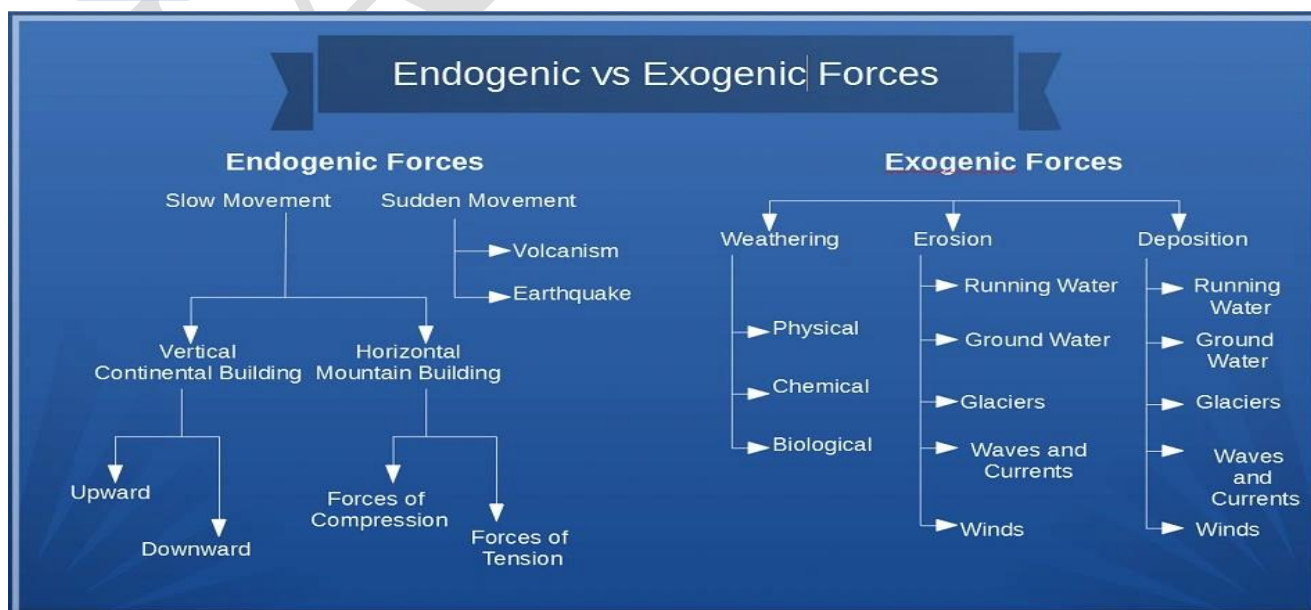 Endogenic vs Exogenic Forces
Endogenic Forces
Slow Movement
Sudden Movement
Volcanism
Earthquake
Vertical
Continental Building
Horizontal
Mountain Building
Upward
Downward
Forces of
Compression
Forces of
Tension
Exogenic Forces
Weathering
Physical
Chemical
Biological
Erosion
Running Water
Ground Water
Glaciers
Waves and
Currents
Winds
Deposition
Running
Water
Ground
Water
Glaciers
Waves
and
Currents
Winds